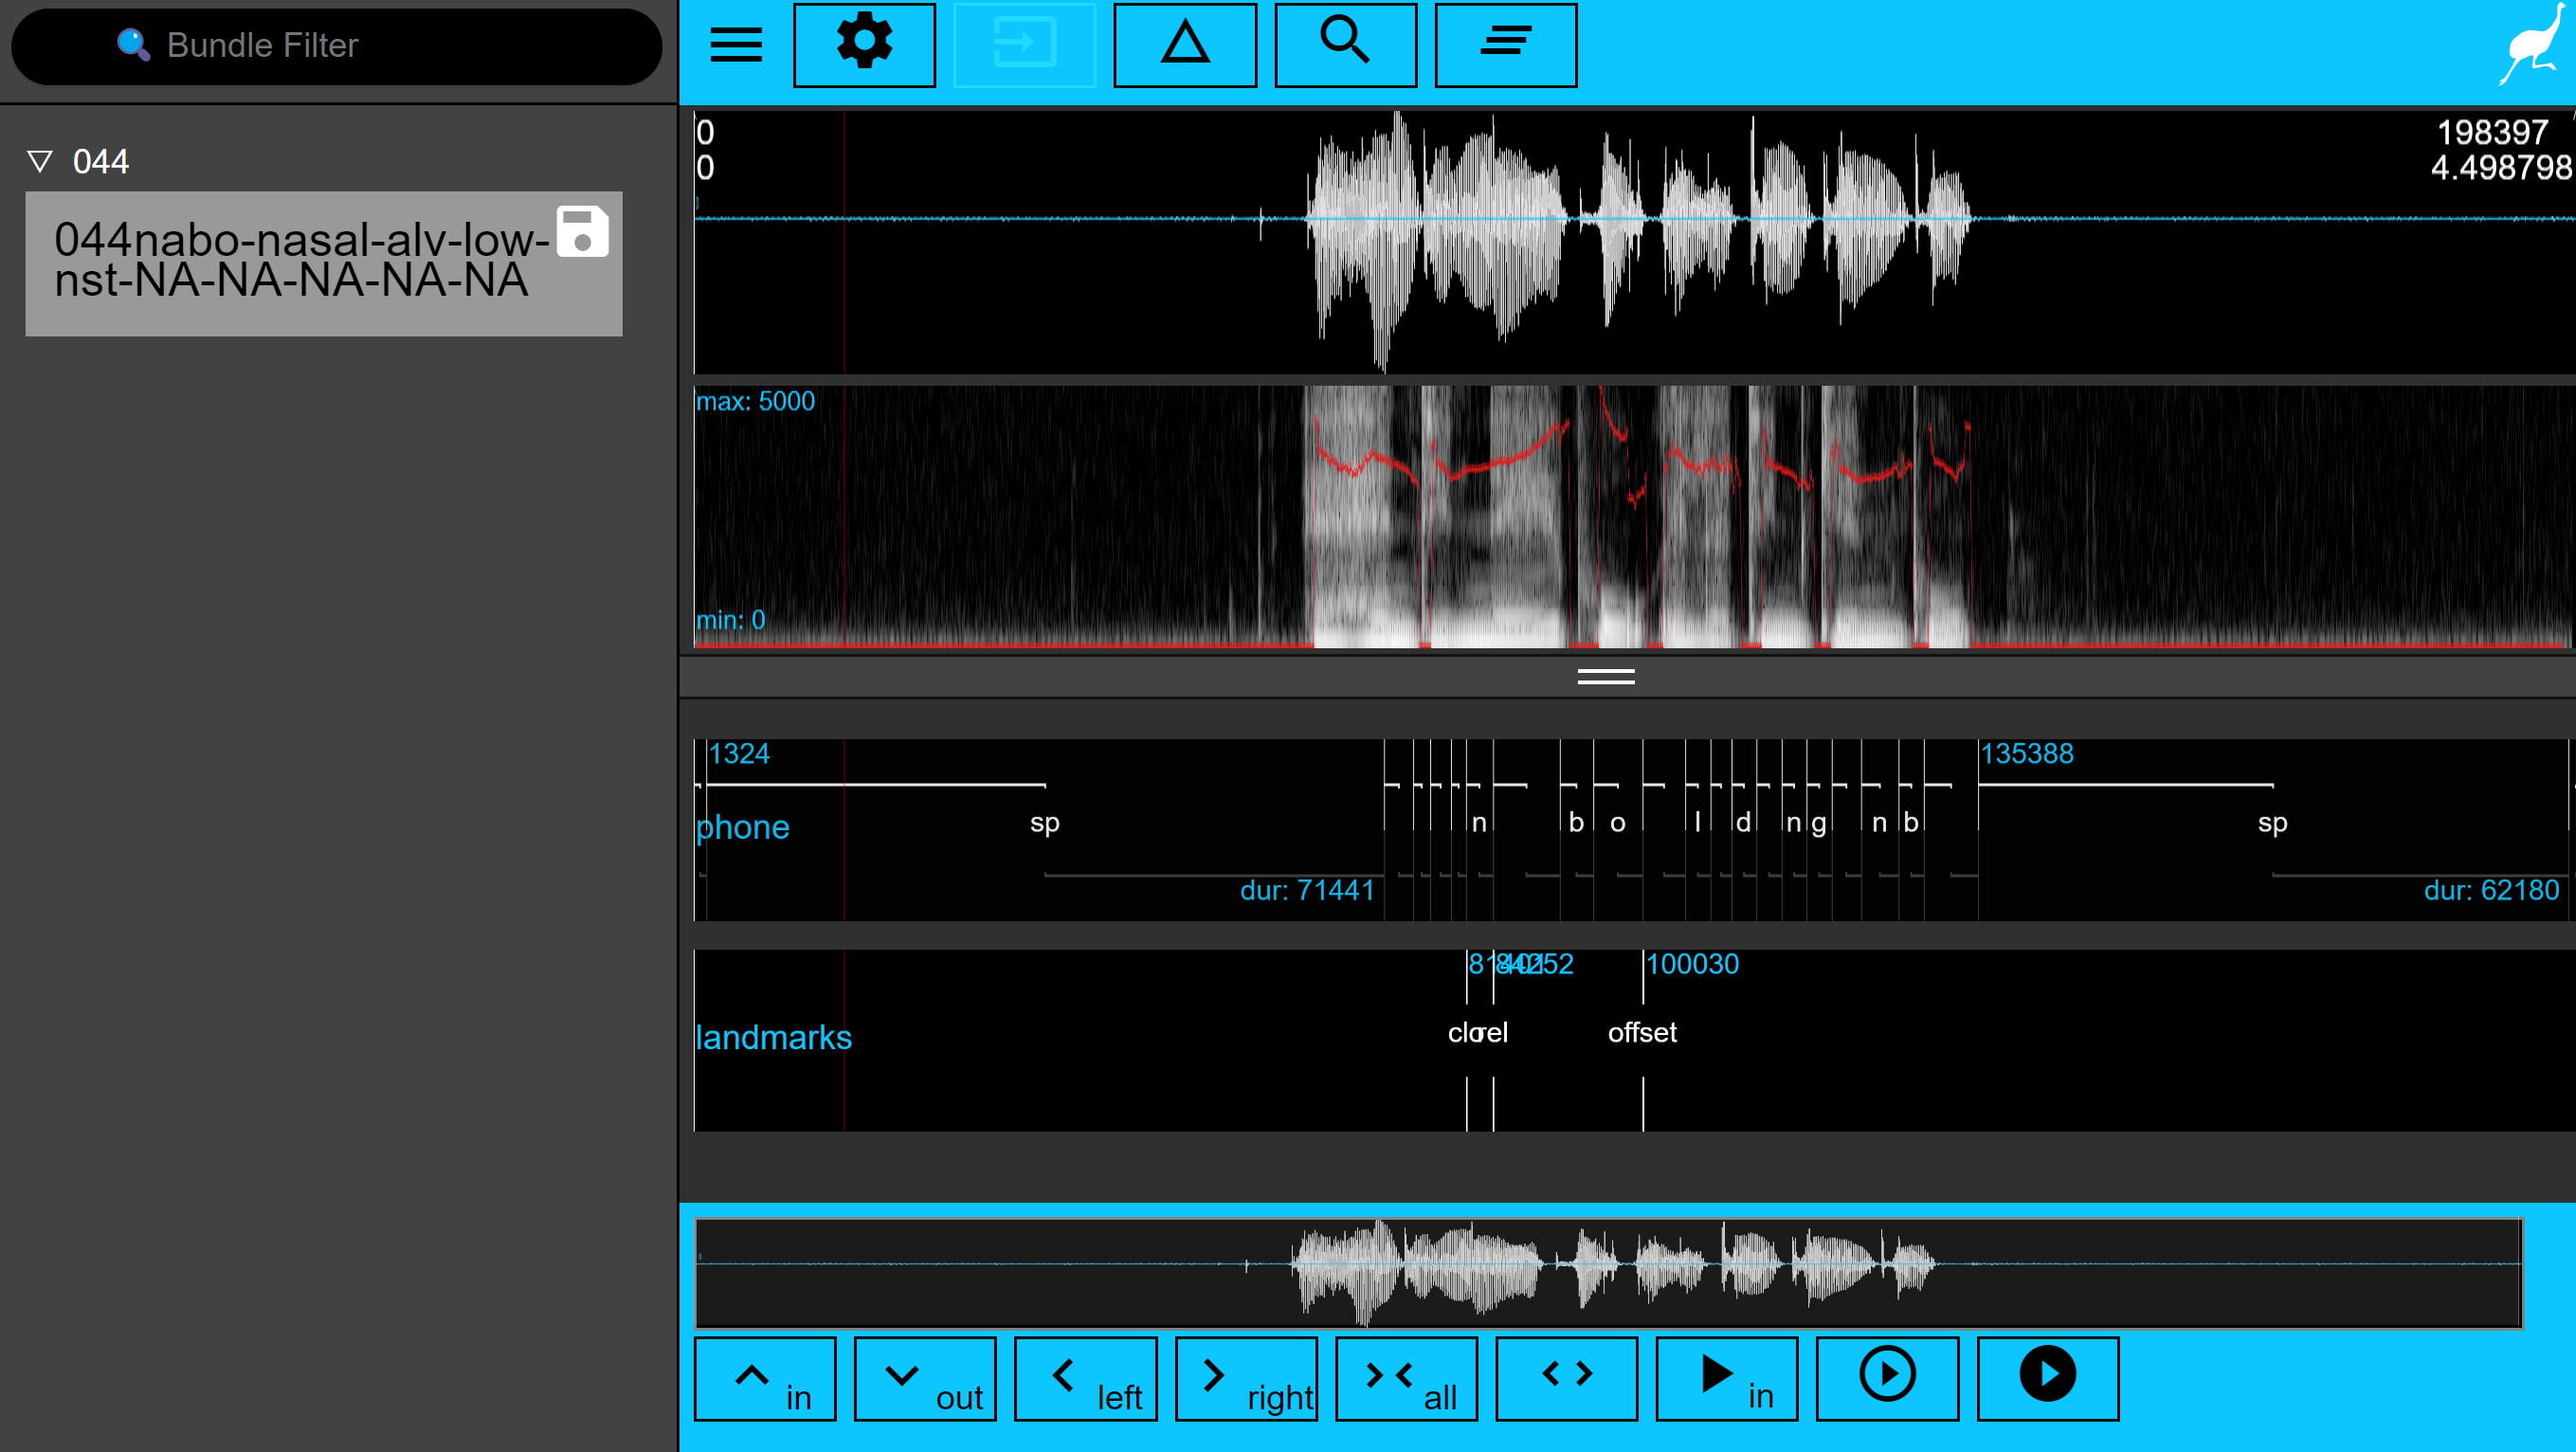 Bundle Filter
044
044nabo-nasal-alv-low-
nst-NA-NA-NA-NA-NA
0
0
198397
4.498798
max: 5000
min: 0
1324
135388
phone
sp
n
b
o
l
d
n
g
n
b
sp
dur: 71441
dur: 62180
100030
landmarks
clo
rel
offset
in
out
left
right
all
in